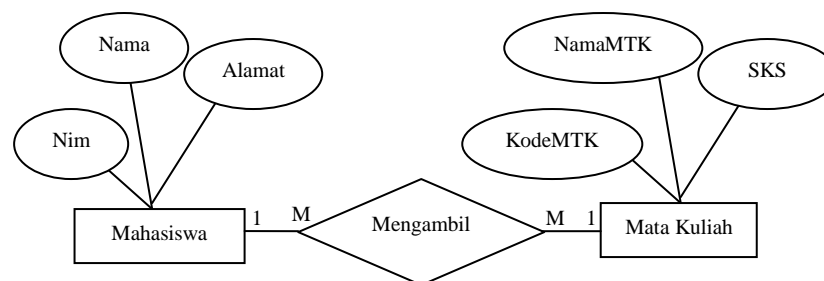 Nama
NamaMTK
Alamat
SKS
Nim
KodeMTK
Mahasiswa
1
M
Mengambil
M
1
Mata Kuliah